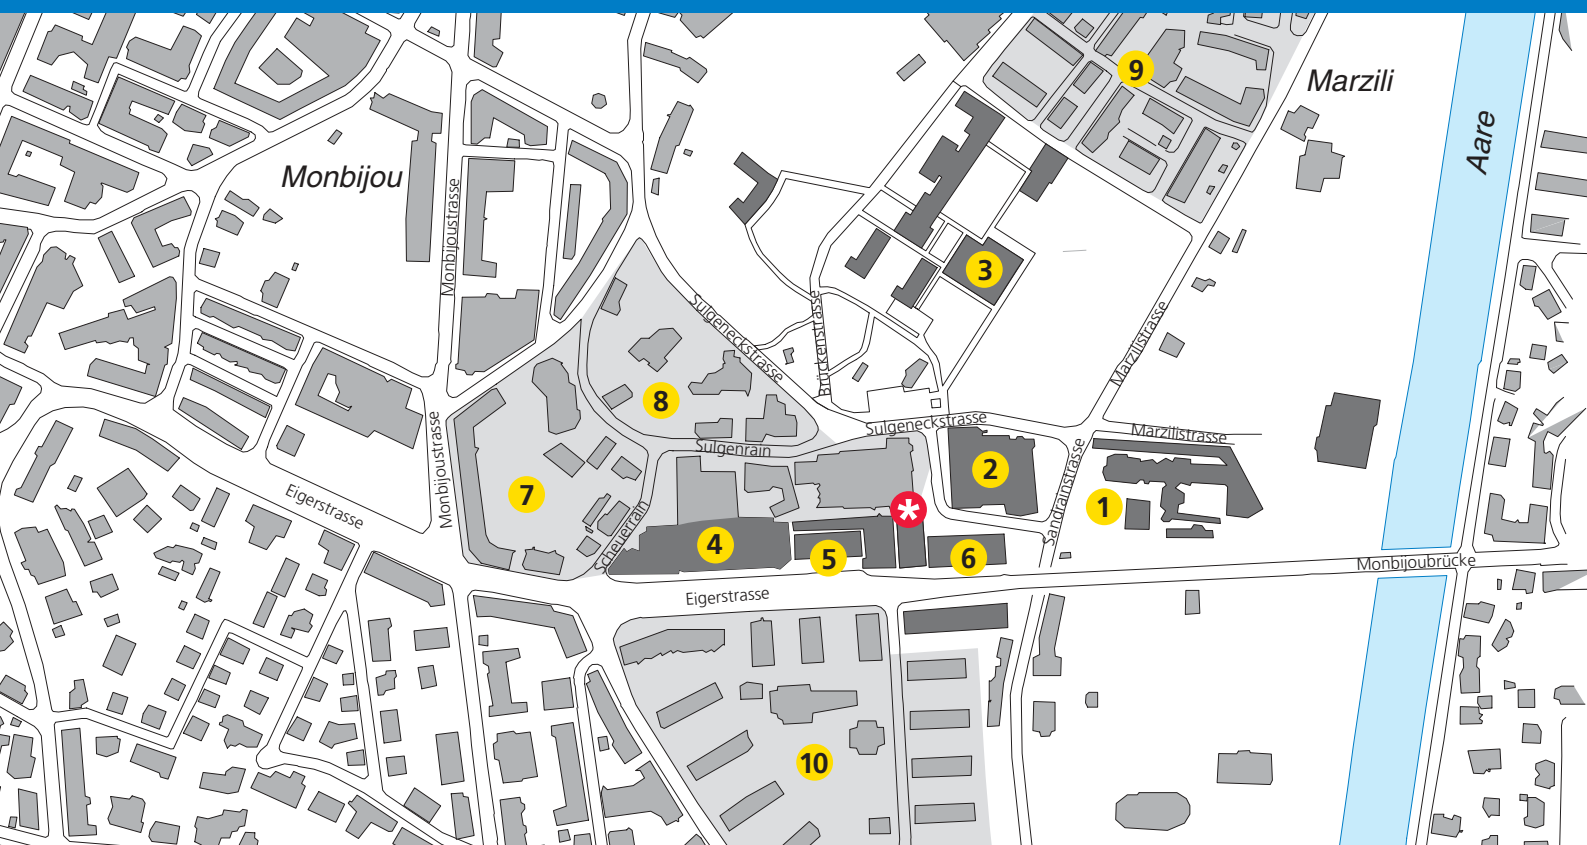 9
Marzili
Aare
Monbijou
Monbijoustrasse
3
Sulgeneckstrasse
Brückenstrasse
Marzilistrasse
8
Sulgeneckstrasse
Marzilistrasse
Monbijoustrasse
Sulgenrain
2
Sandrainstrasse
7
Eigerstrasse
1
*
Scheuerrain
4
5
6
Monbijoubrücke
Eigerstrasse
10